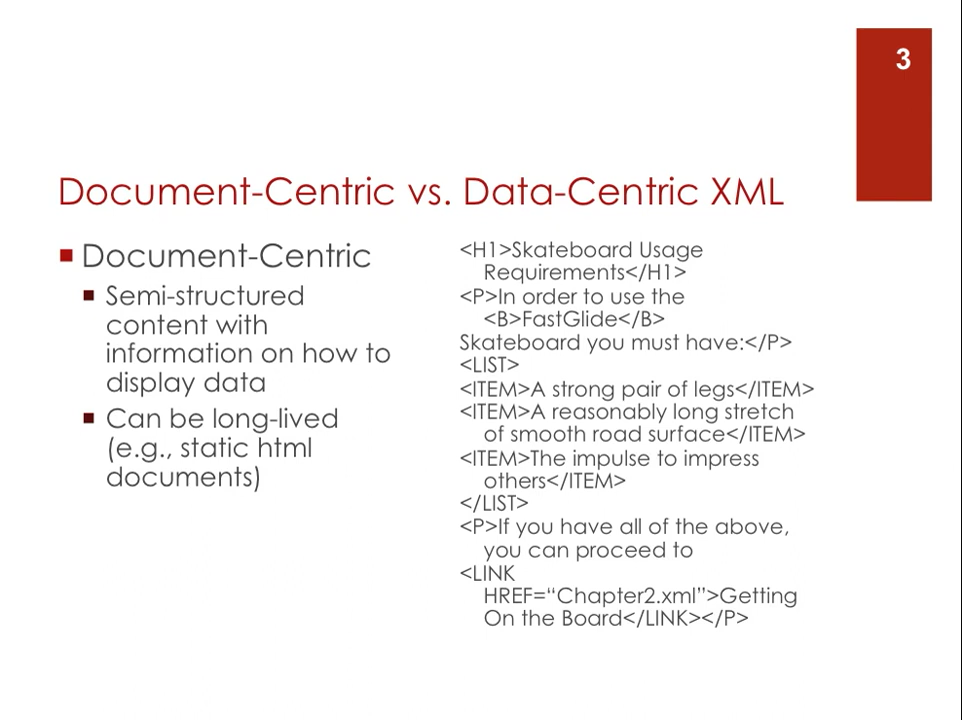 3
Document-Centric vs. Data-Centric XML
Document-Centric
Semi-structured
content with
information on how to
display data
Can be long-lived
(e.g., static html
documents)
<H1>Skateboard Usage
Requirements</H1>
<P>In order to use the
<B>FastGlide</B>
Skateboard you must have:</P>
<LIST>
<ITEM>A strong pair of legs</ITEM>
<ITEM>A reasonably long stretch
of smooth road surface</ITEM>
<ITEM>The impulse to impress
others</ITEM>
</LIST>
<P>If you have all of the above,
you can proceed to
<LINK
HREF=“Chapter2.xml”>Getting
On the Board</LINK></P>